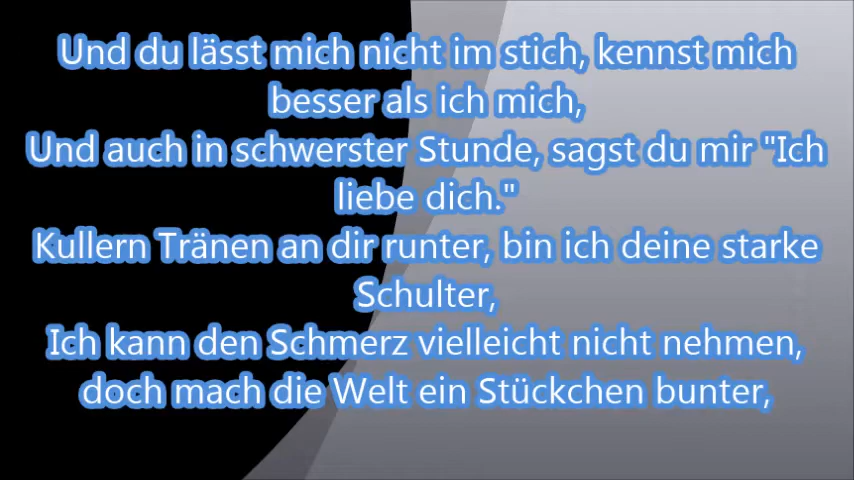 Und du lässt mich nicht im stich, kennst mich
besser als ich mich,
Und auch in schwerster Stunde, sagst du mir "Ich
liebe dich."
Kullern Tränen an dir runter, bin ich deine starke
Schulter,
Ich kann den Schmerz vielleicht nicht nehmen,
doch mach die Welt ein Stückchen bunter,